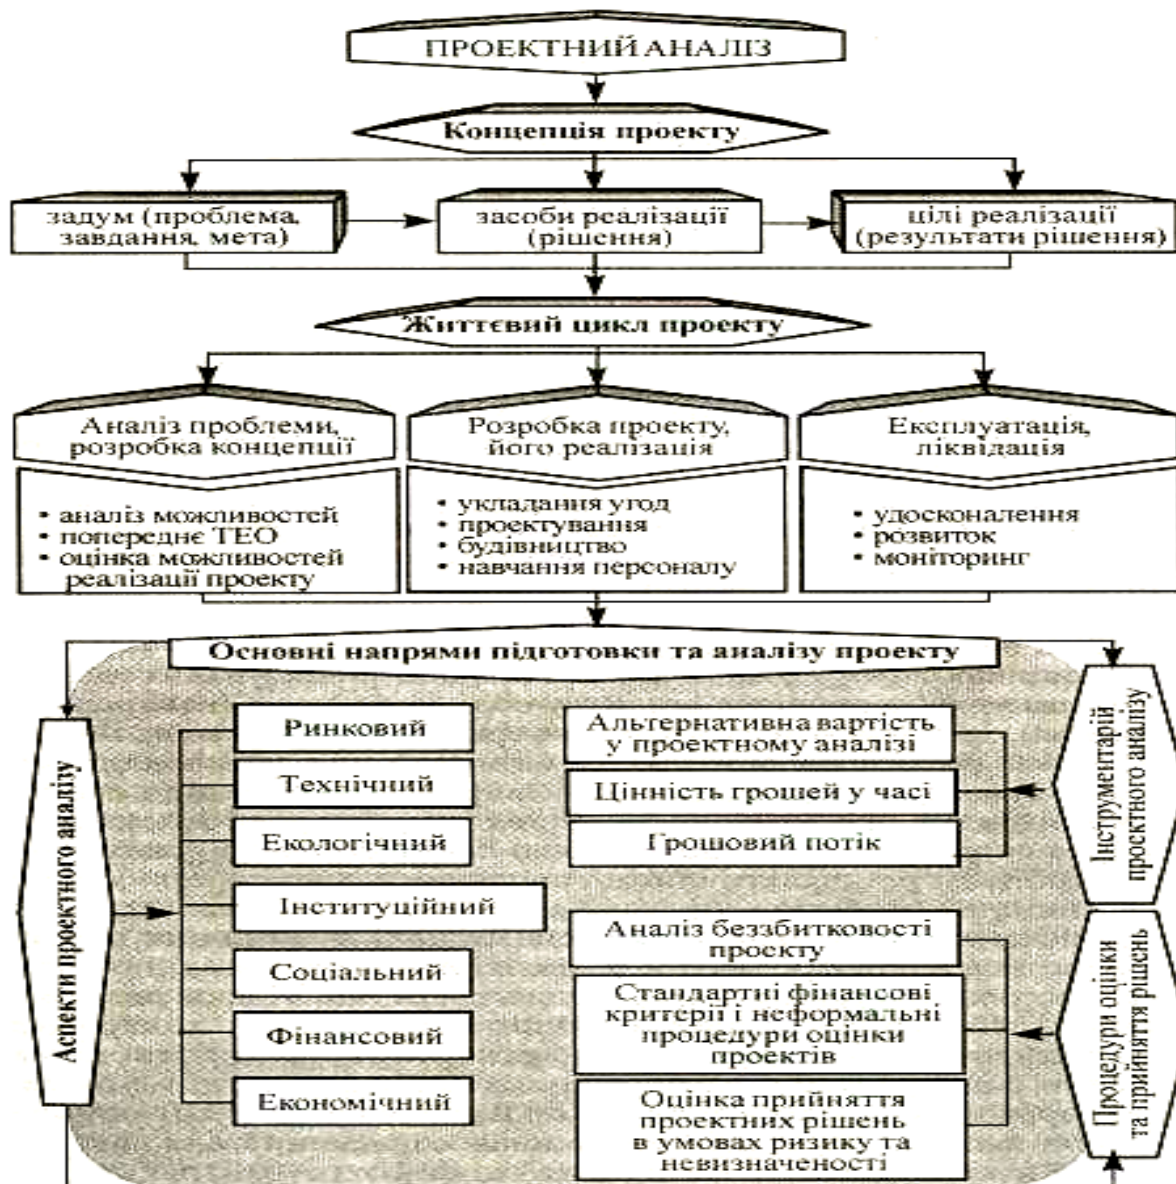 ПРОЕКТНИЙ АНАЛІЗ
Концепція проекту
задум (проблема,
завдання, мета)
засоби реалізації
(рішення)
цілі реалізації
(результати рішення)
Життєвий цикл проекту
Аналіз проблеми,
розробка концепції
Розробка проекту,
його реалізація
Експлуатація,
ліквідація
• аналіз можливостей
• попереднє ТЕО
• оцінка можливостей
реалізації проекту
• укладання угод
• проектування
• будівництво
• навчання персоналу
• удосконалення
• розвиток
• моніторинг
Основні напрями підготовки та аналізу проекту
Аспекти проектного аналізу
Ринковий
Технічний
Екологічний
Інституційний
Соціальний
Фінансовий
Економічний
Альтернативна вартість
у проектному аналізі
Цінність грошей у часі
Грошовий потік
Інструментарій
проектного аналізу
Аналіз беззбитковості
проекту
Стандартні фінансові
критерії і неформальні
процедури оцінки
проектів
Оцінка прийняття
проектних рішень
в умовах ризику та
невизначеності
Процедури оцінки
та прийняття рішень